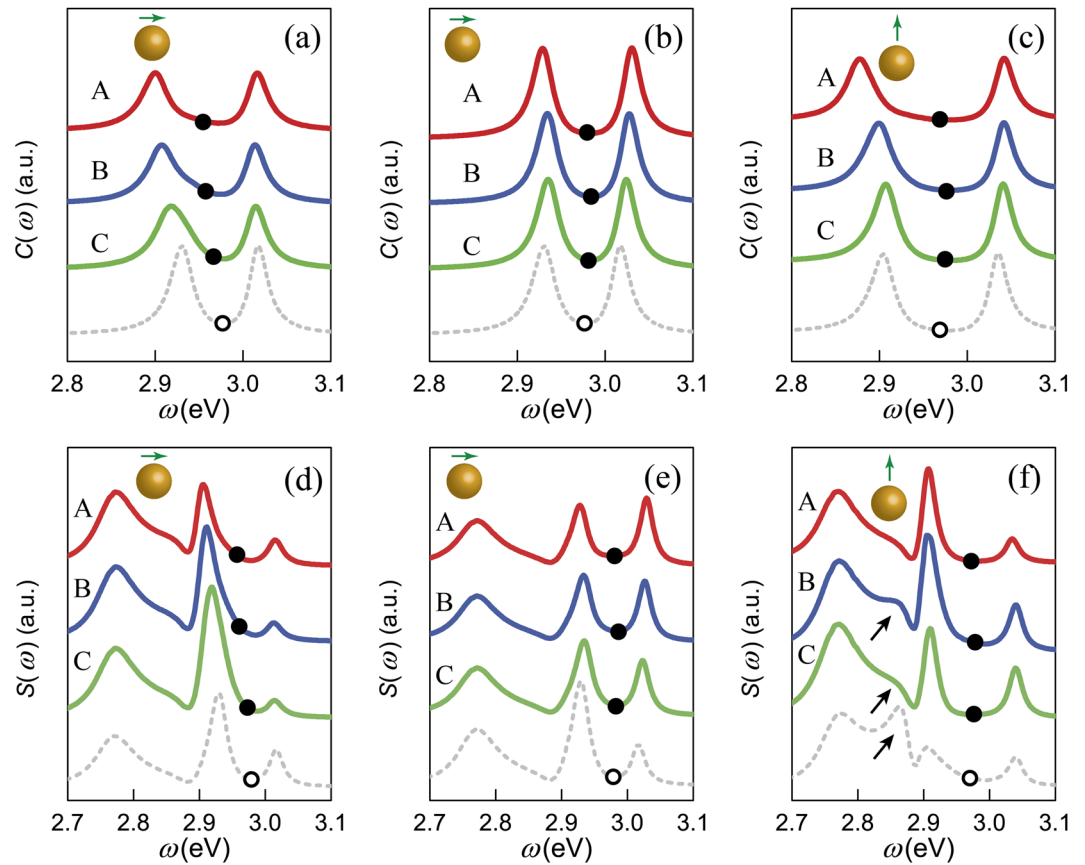 (a)
A
B
C
C(ω) (a.u.)
2.8 2.9 3.0 3.1
ω(eV)
(b)
A
B
C
C(ω) (a.u.)
2.8 2.9 3.0 3.1
ω(eV)
(c)
A
B
C
C(ω) (a.u.)
2.8 2.9 3.0 3.1
ω(eV)
(d)
A
B
C
S(ω) (a.u.)
2.7 2.8 2.9 3.0 3.1
ω(eV)
(e)
A
B
C
S(ω) (a.u.)
2.7 2.8 2.9 3.0 3.1
ω(eV)
(f)
A
B
C
S(ω) (a.u.)
2.7 2.8 2.9 3.0 3.1
ω(eV)